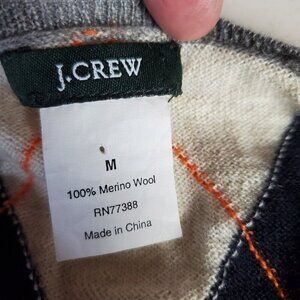 J.CREW
M
100% Merino Wool
RN77388
Made in China